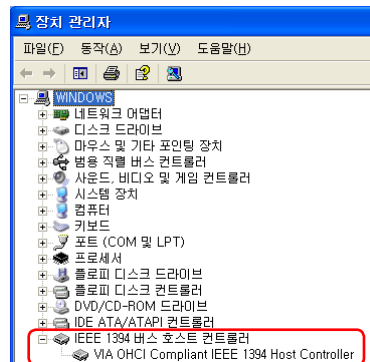 장치 관리자
파일(F) 동작(A) 보기(V) 도움말(H)
WINDOWS
네트워크 어댑터
디스크 드라이브
마우스 및 기타 포인팅 장치
범용 직렬 버스 컨트롤러
사운드, 비디오 및 게임 컨트롤러
시스템 장치
컴퓨터
키보드
포트 (COM 및 LPT)
프로세서
플로피 디스크 드라이브
플로피 디스크 컨트롤러
DVD/CD-ROM 드라이브
IDE ATA/ATAPI 컨트롤러
IEEE 1394 버스 호스트 컨트롤러
VIA OHCI Compliant IEEE 1394 Host Controller